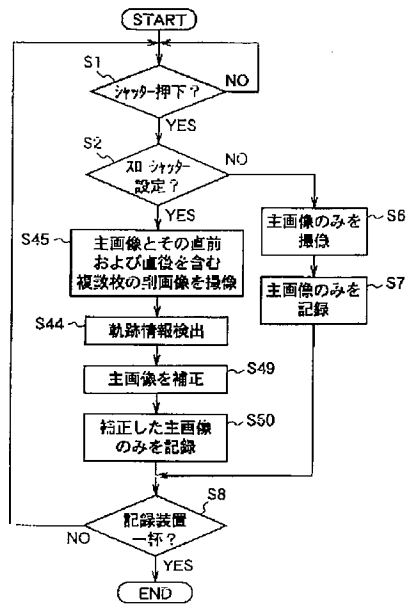 START
S1
シャッター押下?
NO
YES
S2
スロ シャッター
設定?
NO
YES
S45
主画像とその直前
および直後を含む
複数枚の副画像を撮像
S6
主画像のみを
撮像
S44
軌跡情報検出
S7
主画像のみを
記録
主画像を補正
S49
補正した主画像
のみを記録
S50
S8
記録装置
一杯?
NO
YES
END